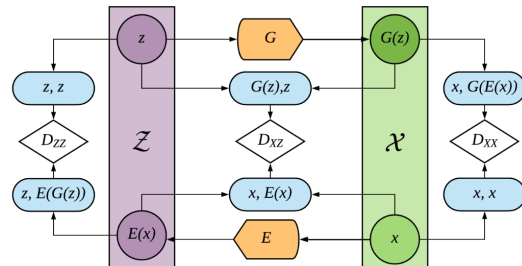 z
G
G(z)
z, z
G(z),z
x, G(E(x))
D_ZZ
𝒵
D_XZ
𝒳
D_XX
z, E(G(z))
x, E(x)
x, x
E(x)
E
x